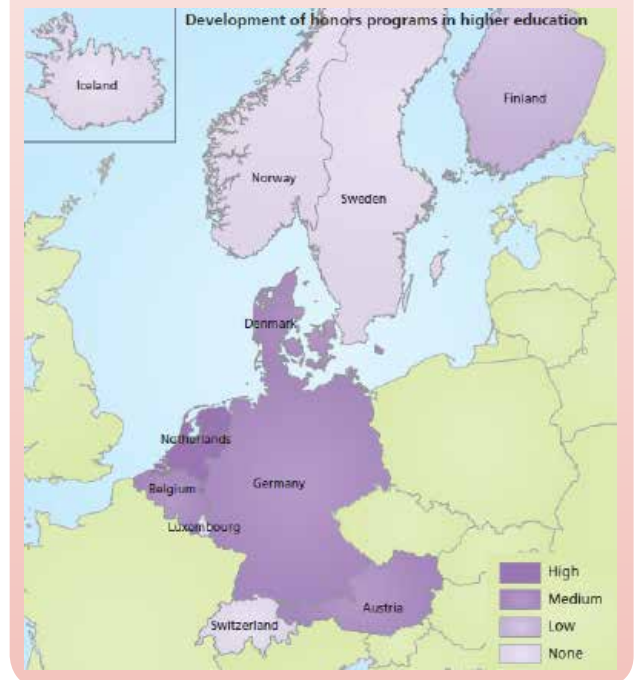 Development of honors programs in higher education
Iceland
Finland
Norway
Sweden
Denmark
Netherlands
Belgium
Germany
Luxembourg
Austria
Switzerland
High
Medium
Low
None